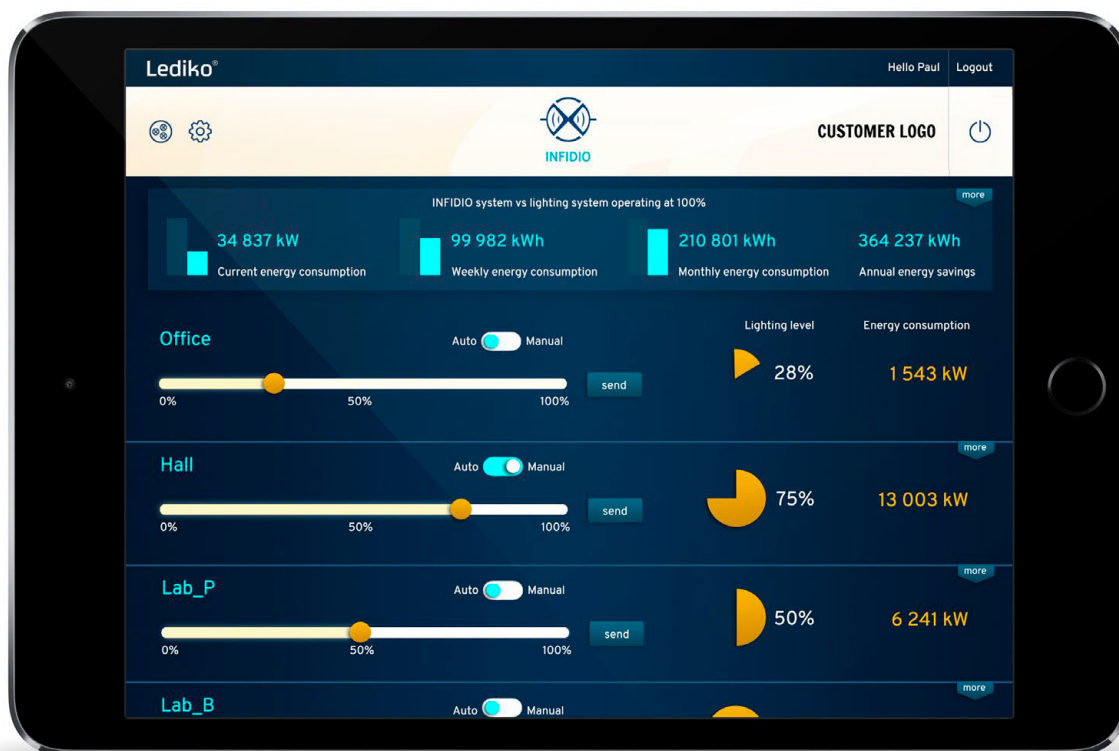 Lediko®
Hello Paul
Logout
INFIDIO
CUSTOMER LOGO
INFIDIO system vs lighting system operating at 100%
more
34 837 kW
Current energy consumption
99 982 kWh
Weekly energy consumption
210 801 kWh
Monthly energy consumption
364 237 kWh
Annual energy savings
Office
Auto Manual
Lighting level
Energy consumption
0% 50% 100%
send
28%
1 543 kW
more
Hall
Auto Manual
0% 50% 100%
send
75%
13 003 kW
more
Lab_P
Auto Manual
0% 50% 100%
send
50%
6 241 kW
more
Lab_B
Auto Manual